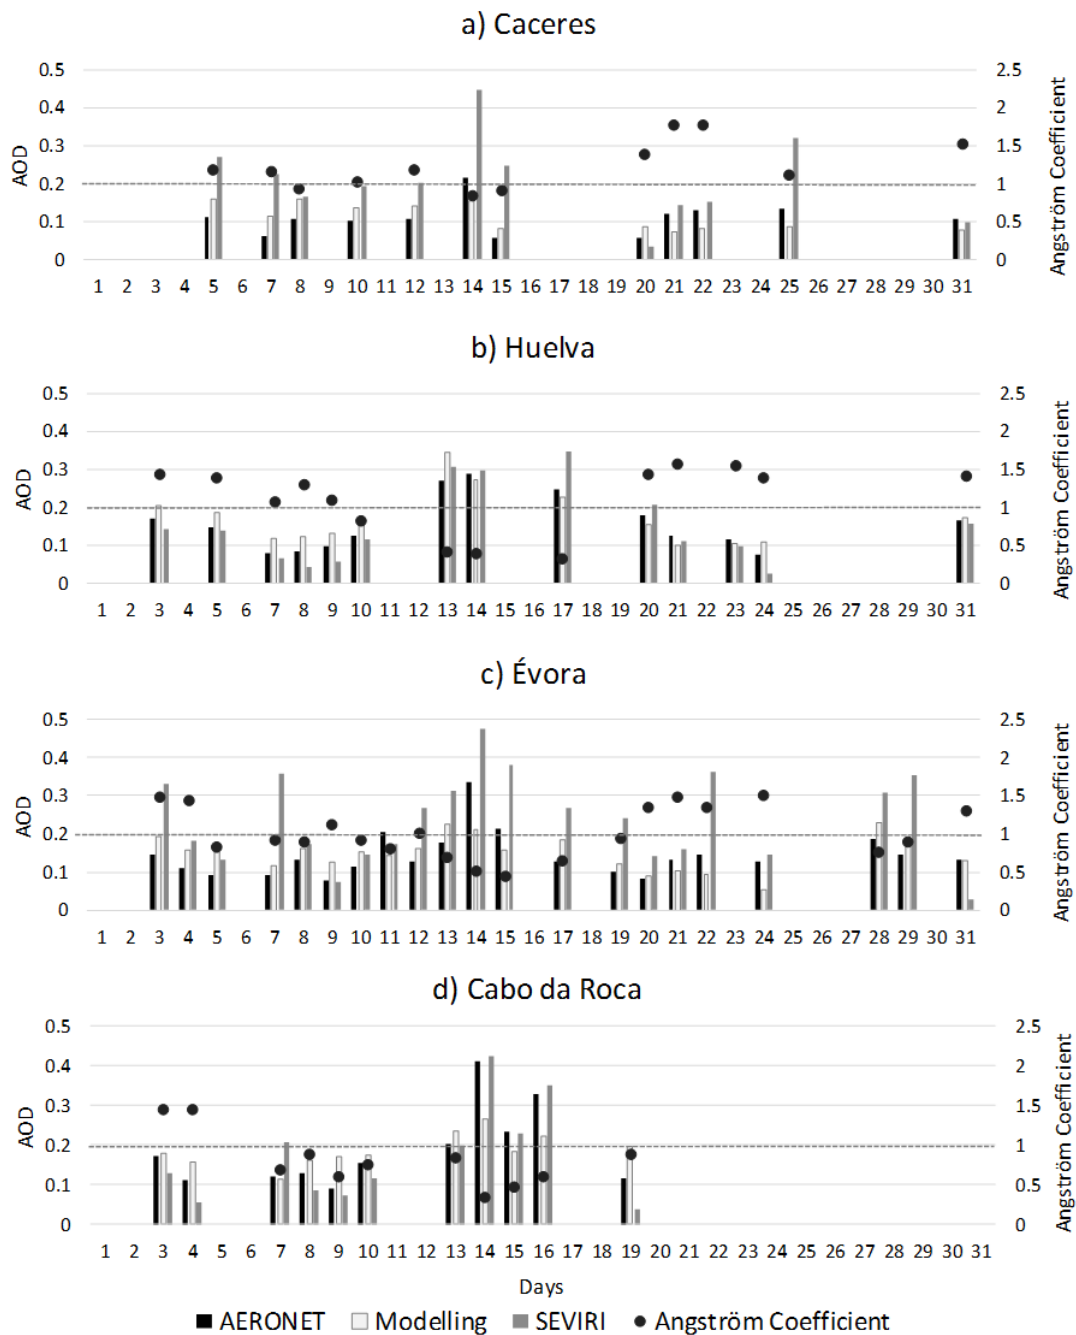 a) Caceres
0.5 2.5
0.4 2
0.3 1.5
0.2 1
0.1 0.5
0 0
AOD
Angström Coefficient
1 2 3 4 5 6 7 8 9 10 11 12 13 14 15 16 17 18 19 20 21 22 23 24 25 26 27 28 29 30 31
b) Huelva
0.5 2.5
0.4 2
0.3 1.5
0.2 1
0.1 0.5
0 0
AOD
Angström Coefficient
1 2 3 4 5 6 7 8 9 10 11 12 13 14 15 16 17 18 19 20 21 22 23 24 25 26 27 28 29 30 31
c) Évora
0.5 2.5
0.4 2
0.3 1.5
0.2 1
0.1 0.5
0 0
AOD
Angström Coefficient
1 2 3 4 5 6 7 8 9 10 11 12 13 14 15 16 17 18 19 20 21 22 23 24 25 26 27 28 29 30 31
d) Cabo da Roca
0.5 2.5
0.4 2
0.3 1.5
0.2 1
0.1 0.5
0 0
AOD
Angström Coefficient
1 2 3 4 5 6 7 8 9 10 11 12 13 14 15 16 17 18 19 20 21 22 23 24 25 26 27 28 29 30 31
Days
AERONET Modelling SEVIRI Angström Coefficient